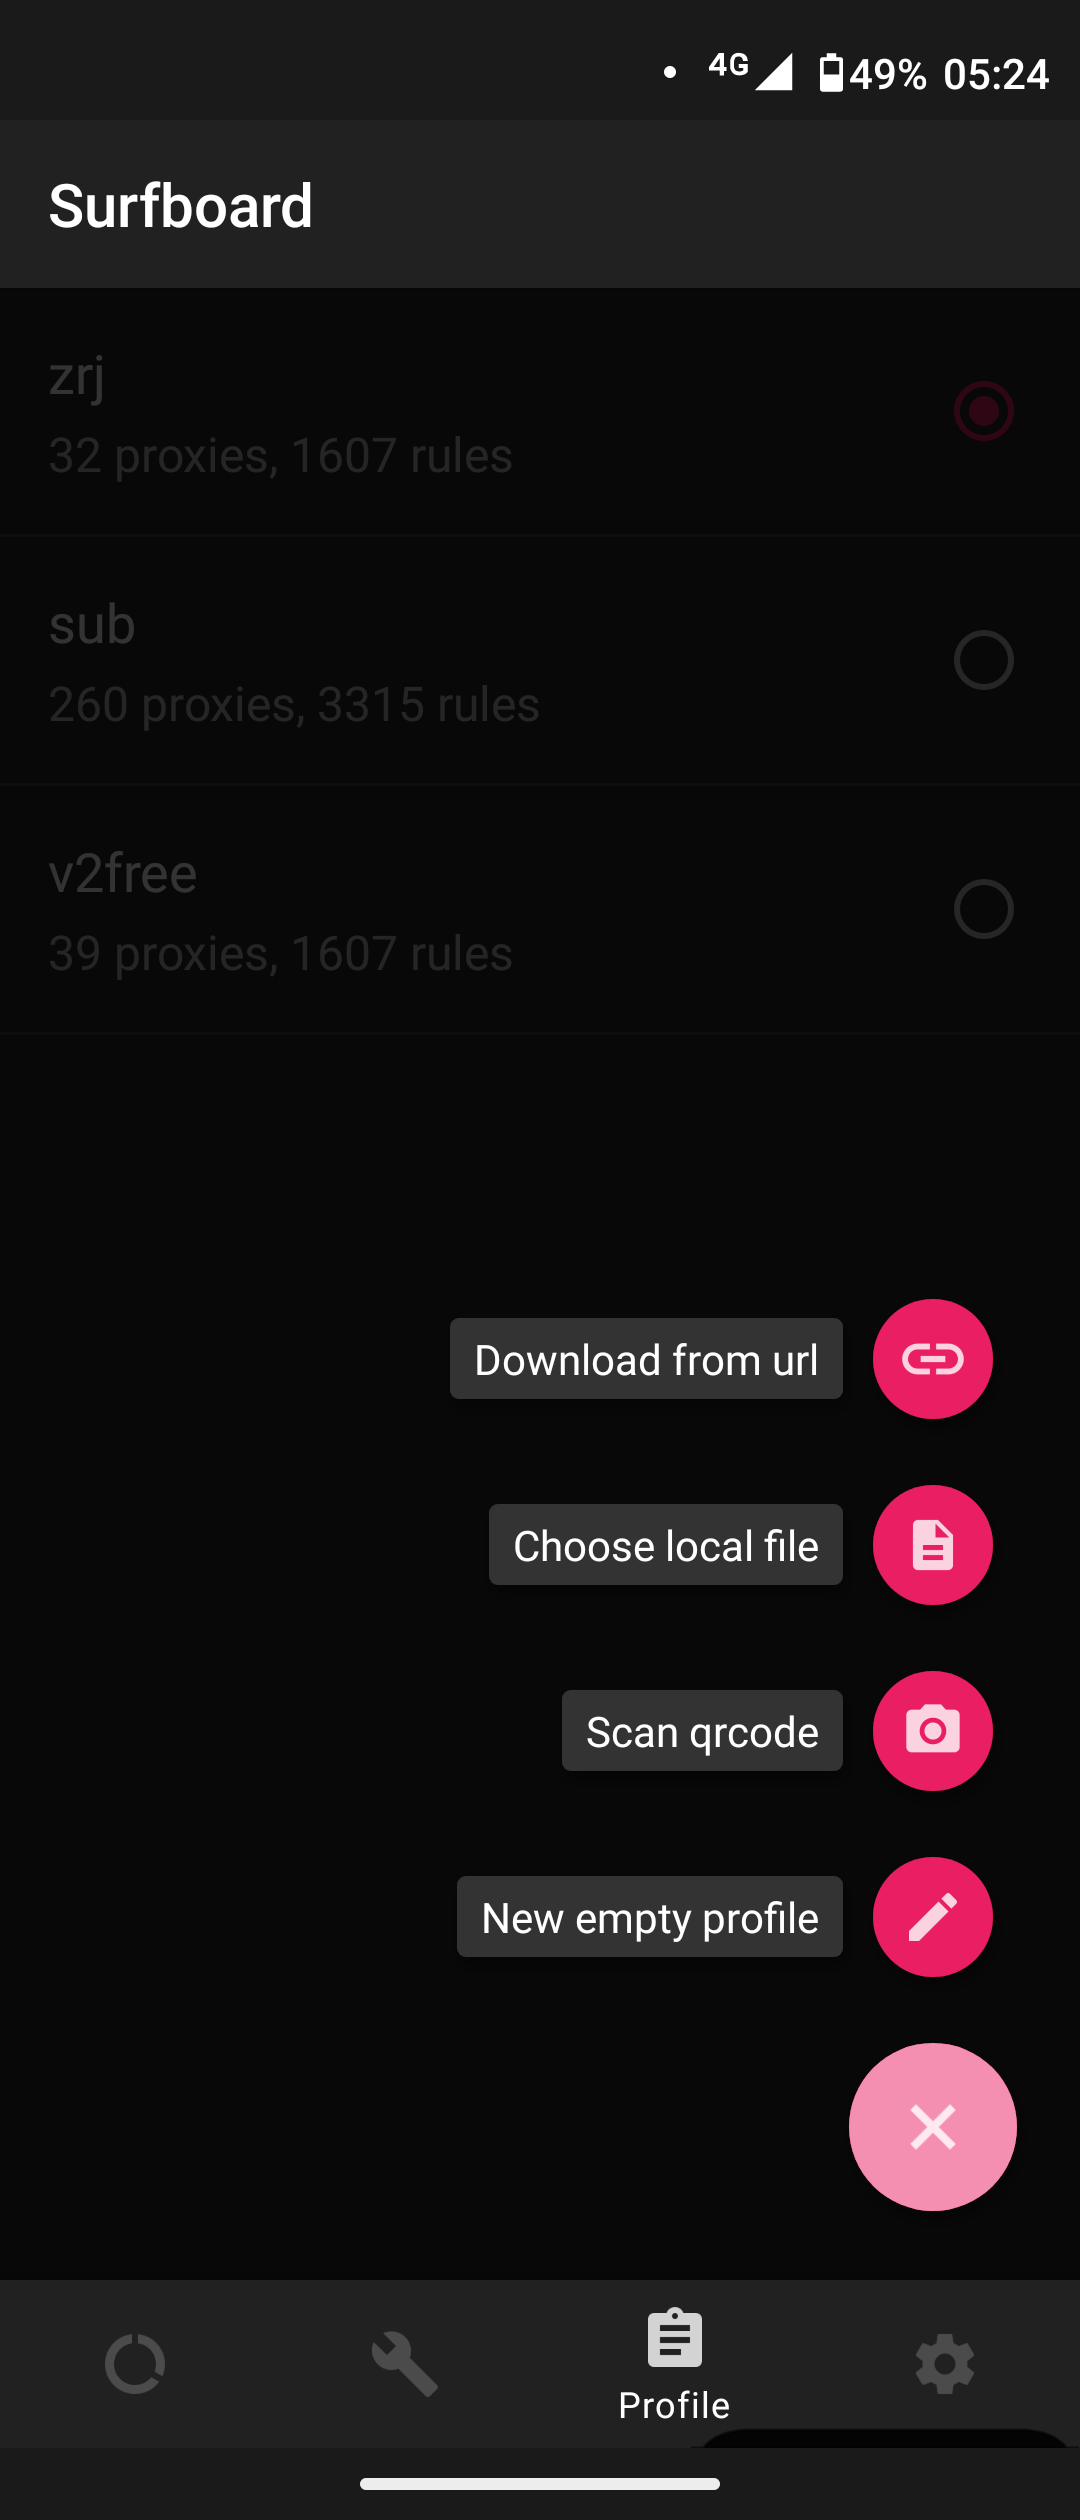 4G 49% 05:24
Surfboard
zrj
32 proxies, 1607 rules
sub
260 proxies, 3315 rules
v2free
39 proxies, 1607 rules
Download from url
Choose local file
Scan qrcode
New empty profile
Profile